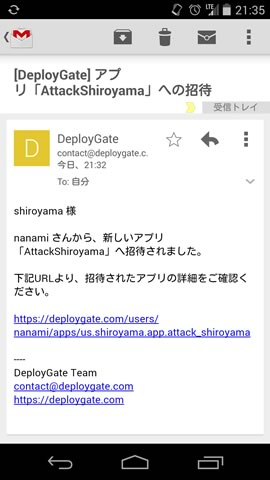 LTE
21:35
[DeployGate] アプ
リ「AttackShiroyama」への招待
受信トレイ
D
DeployGate
contact@deploygate.c.
今日、21:32
To: 自分
shiroyama 様
nanami さんから、新しいアプリ
「AttackShiroyama」へ招待されました。
下記URLより、招待されたアプリの詳細をご確認く
ださい。
https://deploygate.com/users/
nanami/apps/us.shiroyama.app.attack_shiroyama
----
DeployGate Team
contact@deploygate.com
https://deploygate.com